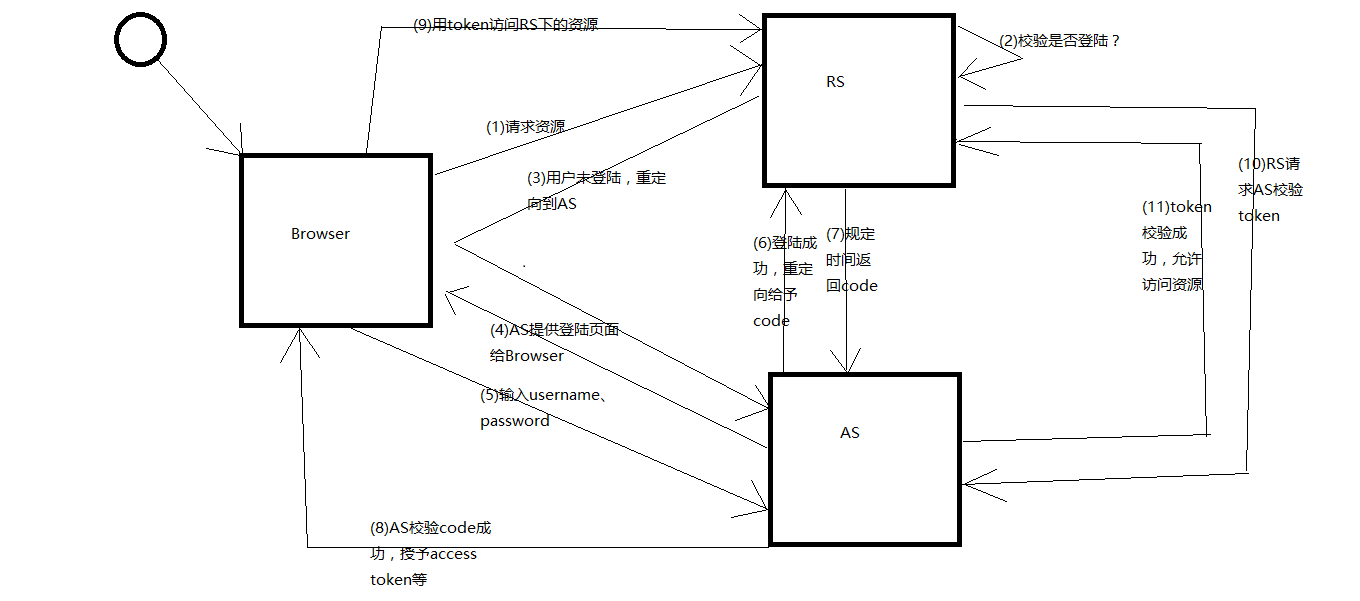 (9)用token访问RS下的资源
(2)校验是否登陆？
RS
(1)请求资源
(10)RS请
求AS校验
token
(3)用户未登陆，重定
向到AS
(11)token
校验成
功，允许
访问资源
Browser
(6)登陆成
功，重定
向给予
code
(7)规定
时间返
回code
(4)AS提供登陆页面
给Browser
(5)输入username、
password
AS
(8)AS校验code成
功，授予access
token等